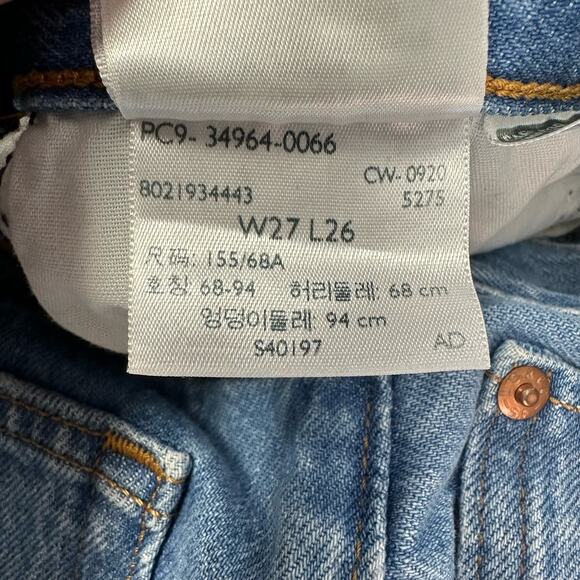 PC9- 34964-0066
CW- 0920
8021934443
5275
W27 L26
尺码: 155/68A
호칭 68-94 허리둘레: 68 cm
엉덩이둘레 94 cm
S40197
AD